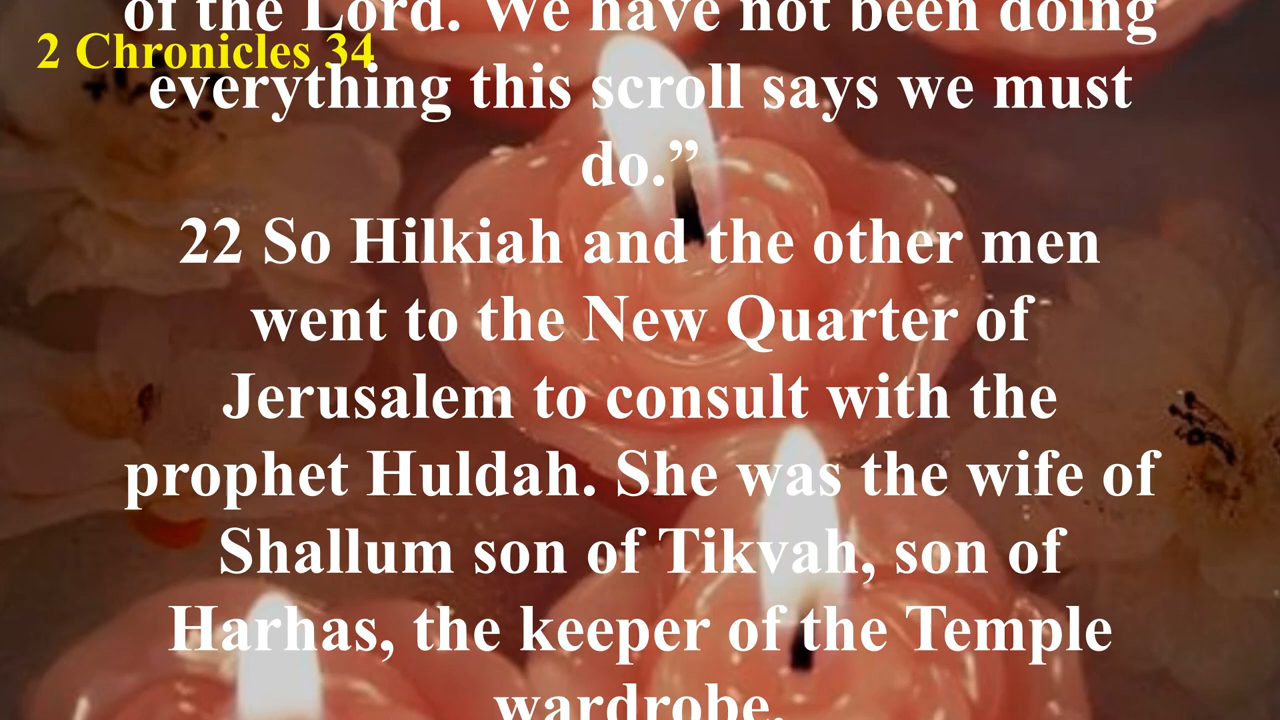 of the Lord. We have not been doing
2 Chronicles 34
everything this scroll says we must
do.”
22 So Hilkiah and the other men
went to the New Quarter of
Jerusalem to consult with the
prophet Huldah. She was the wife of
Shallum son of Tikvah, son of
Harhas, the keeper of the Temple
wardrobe.